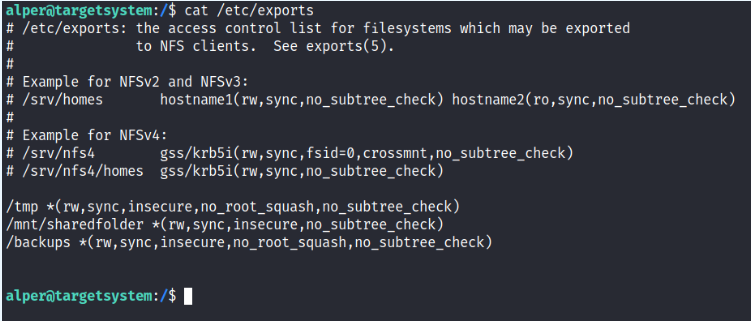 alper@targetsystem:/$ cat /etc/exports
# /etc/exports: the access control list for filesystems which may be exported
#               to NFS clients.  See exports(5).
#
# Example for NFSv2 and NFSv3:
# /srv/homes       hostname1(rw,sync,no_subtree_check) hostname2(ro,sync,no_subtree_check)
#
# Example for NFSv4:
# /srv/nfs4        gss/krb5i(rw,sync,fsid=0,crossmnt,no_subtree_check)
# /srv/nfs4/homes  gss/krb5i(rw,sync,no_subtree_check)
/tmp *(rw,sync,insecure,no_root_squash,no_subtree_check)
/mnt/sharedfolder *(rw,sync,insecure,no_subtree_check)
/backups *(rw,sync,insecure,no_root_squash,no_subtree_check)
alper@targetsystem:/$